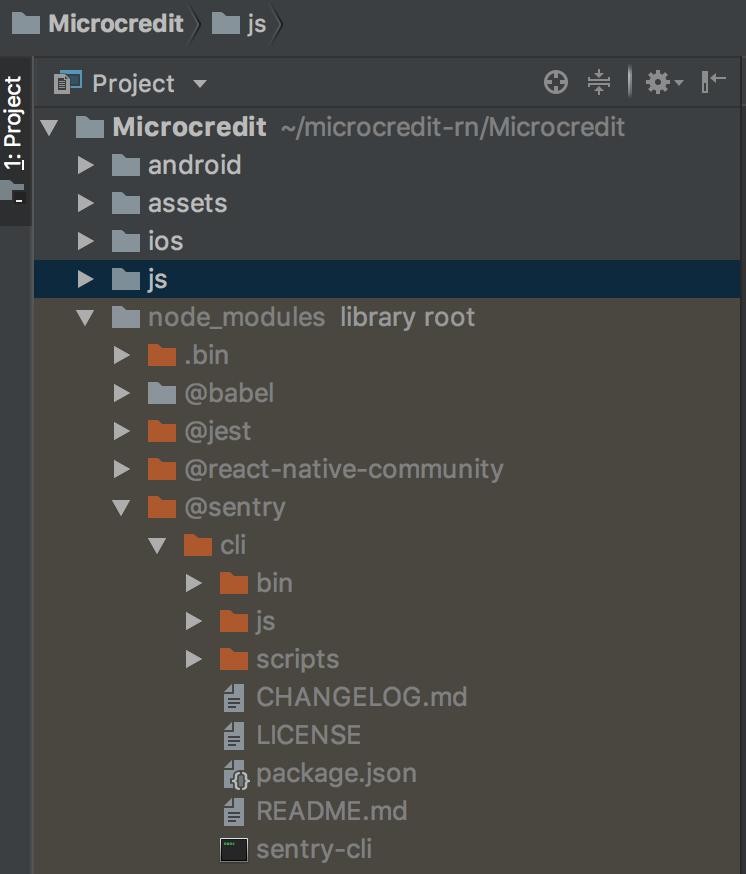 Microcredit js
1: Project
Project
Microcredit ~/microcredit-rn/Microcredit
android
assets
ios
js
node_modules library root
.bin
@babel
@jest
@react-native-community
@sentry
cli
bin
js
scripts
CHANGELOG.md
LICENSE
package.json
README.md
sentry-cli